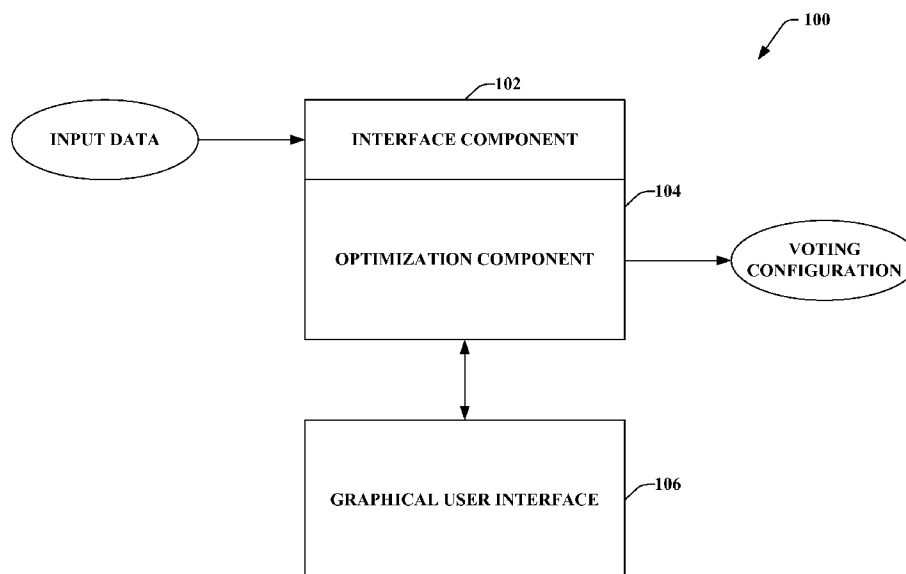 100
102
INPUT DATA
INTERFACE COMPONENT
104
OPTIMIZATION COMPONENT
VOTING
CONFIGURATION
GRAPHICAL USER INTERFACE
106